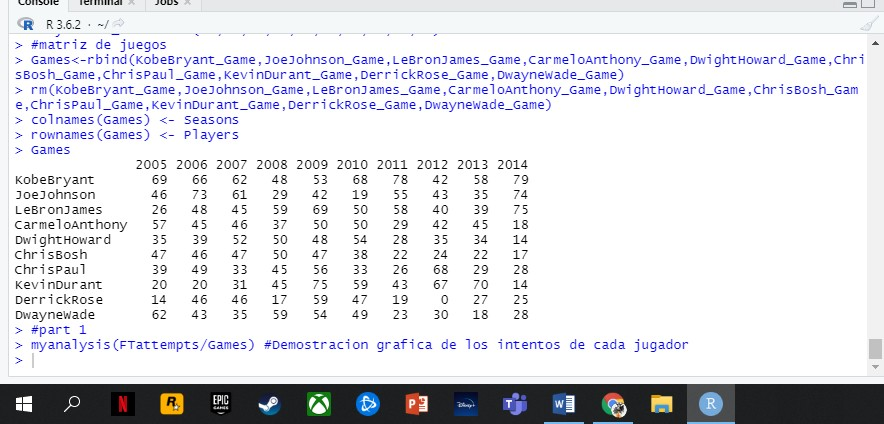 Console Terminal × Jobs ×
R 3.6.2 · ~/
> #matriz de juegos
> Games<-rbind(KobeBryant_Game,JoeJohnson_Game,LeBronJames_Game,CarmeloAnthony_Game,DwightHoward_Game,Chri
sBosh_Game,ChrisPaul_Game,KevinDurant_Game,DerrickRose_Game,DwayneWade_Game)
> rm(KobeBryant_Game,JoeJohnson_Game,LeBronJames_Game,CarmeloAnthony_Game,DwightHoward_Game,ChrisBosh_Gam
e,ChrisPaul_Game,KevinDurant_Game,DerrickRose_Game,DwayneWade_Game)
> colnames(Games) <- Seasons
> rownames(Games) <- Players
> Games
2005 2006 2007 2008 2009 2010 2011 2012 2013 2014
KobeBryant 69 66 62 48 53 68 78 42 58 79
JoeJohnson 46 73 61 29 42 19 55 43 35 74
LeBronJames 26 48 45 59 69 50 58 40 39 75
CarmeloAnthony 57 45 46 37 50 50 29 42 45 18
DwightHoward 35 39 52 50 48 54 28 35 34 14
ChrisBosh 47 46 47 50 47 38 22 24 22 17
ChrisPaul 39 49 33 45 56 33 26 68 29 28
KevinDurant 20 20 31 45 75 59 43 67 70 14
DerrickRose 14 46 46 17 59 47 19 0 27 25
DwayneWade 62 43 35 59 54 49 23 30 18 28
> #part 1
> myanalysis(FTattempts/Games) #Demostracion grafica de los intentos de cada jugador
>
N R EPIC GAMES P Disney+ T W R